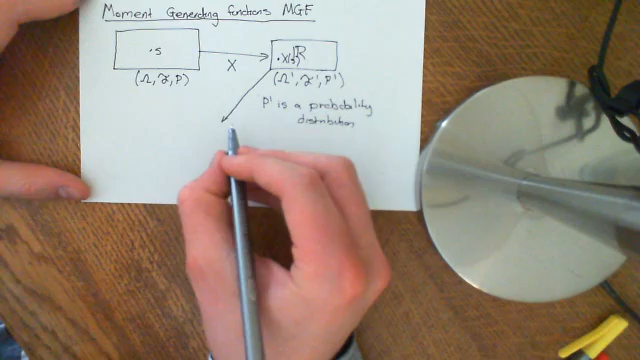 Moment Generating functions MGF
·s
X
·X(s) ℝ
(Ω, ℱ, P)
(Ω', ℱ', P')
P' is a probability
distribution